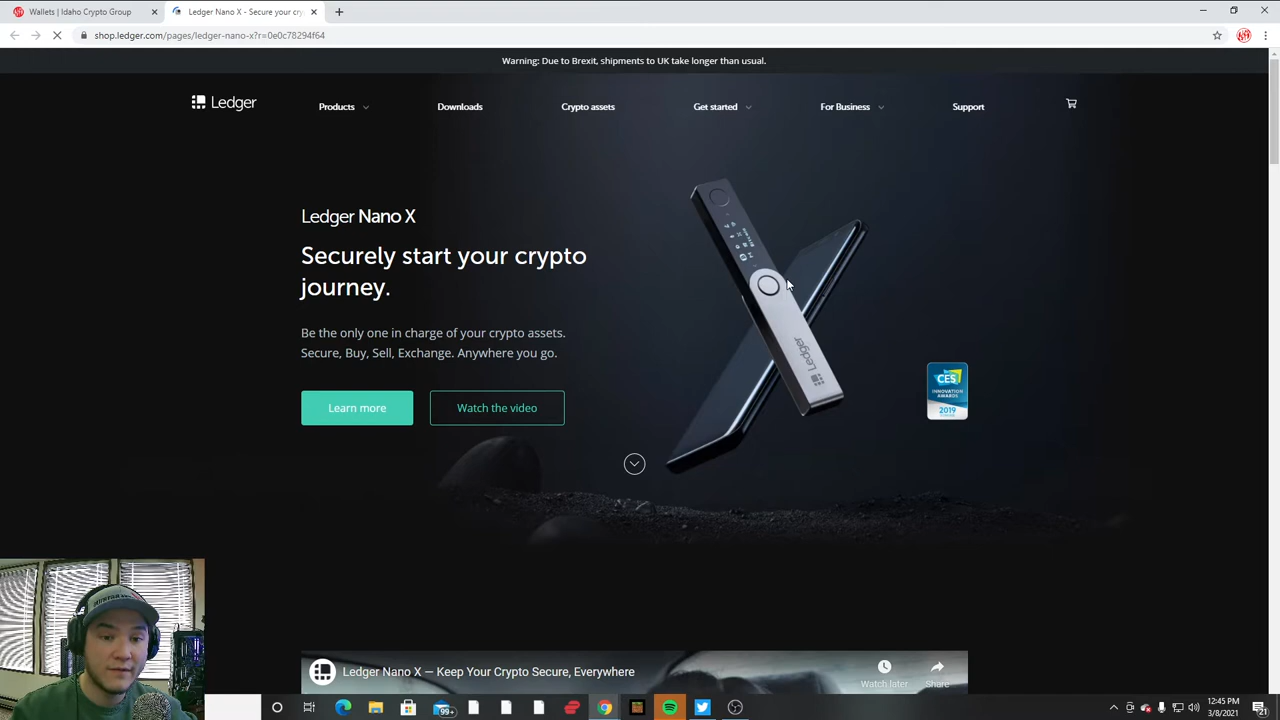 Wallets | Idaho Crypto Group
Ledger Nano X - Secure your cry
shop.ledger.com/pages/ledger-nano-x?r=0e0c78294f64
Warning: Due to Brexit, shipments to UK take longer than usual.
Ledger
Products
Downloads
Crypto assets
Get started
For Business
Support
Ledger Nano X
Securely start your crypto
journey.
Be the only one in charge of your crypto assets.
Secure, Buy, Sell, Exchange. Anywhere you go.
Learn more
Watch the video
Ledger
CES
INNOVATION
AWARDS
2019
Ledger Nano X — Keep Your Crypto Secure, Everywhere
Watch later
Share
99+
12:45 PM
3/8/2021
21